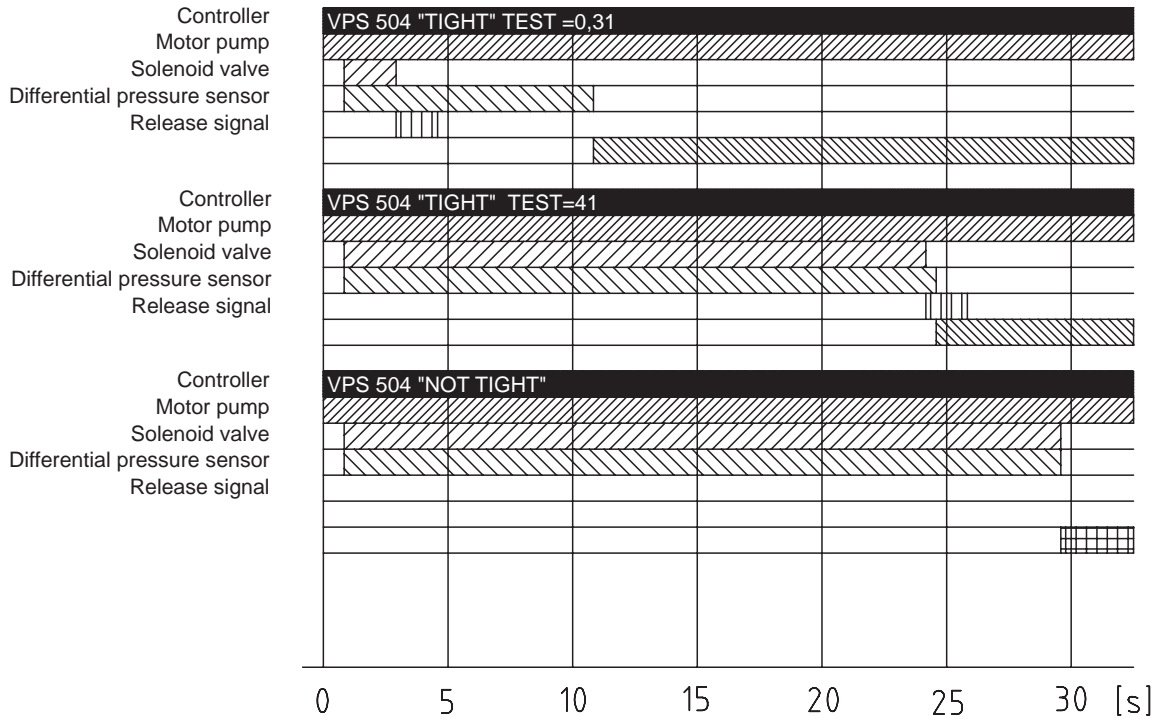 Controller
VPS 504 "TIGHT" TEST =0,31
Motor pump
Solenoid valve
Differential pressure sensor
Release signal
Controller
VPS 504 "TIGHT" TEST=41
Motor pump
Solenoid valve
Differential pressure sensor
Release signal
Controller
VPS 504 "NOT TIGHT"
Motor pump
Solenoid valve
Differential pressure sensor
Release signal
0 5 10 15 20 25 30 [s]